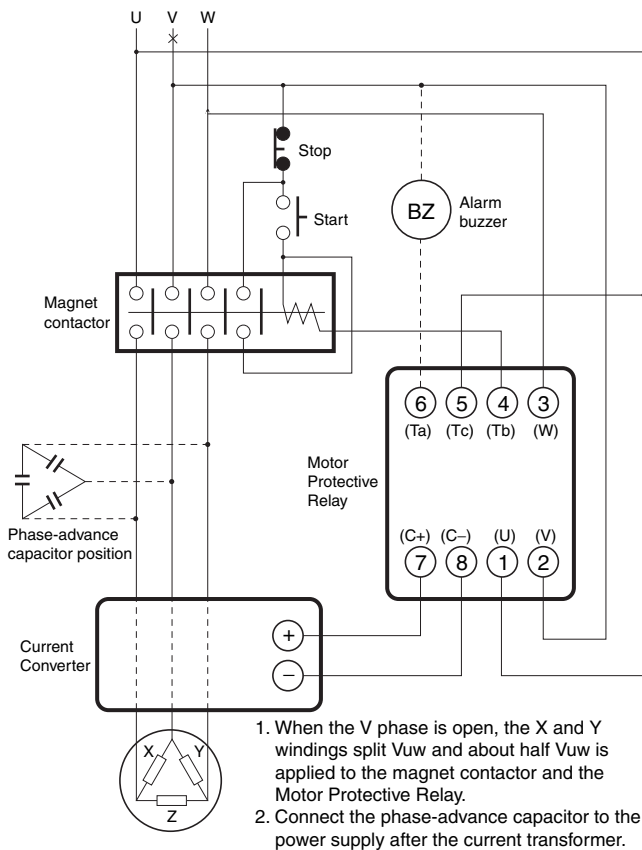 U V W
Stop
Start
BZ
Alarm
buzzer
Magnet
contactor
6 5 4 3
(Ta) (Tc) (Tb) (W)
Motor
Protective
Relay
(C+) (C−) (U) (V)
7 8 1 2
Phase-advance
capacitor position
Current
Converter
+
−
X Y
Z
1. When the V phase is open, the X and Y
windings split Vuw and about half Vuw is
applied to the magnet contactor and the
Motor Protective Relay.
2. Connect the phase-advance capacitor to the
power supply after the current transformer.